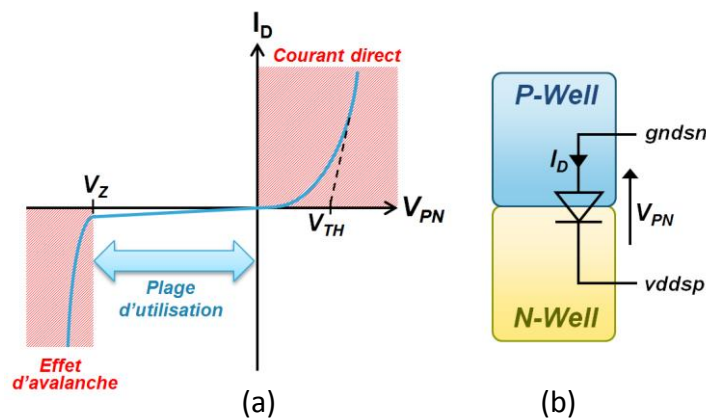 I_D
Courant direct
V_Z
V_TH
V_PN
Plage
d'utilisation
Effet
d'avalanche
(a)
P-Well
gndsn
I_D
V_PN
vddsp
N-Well
(b)